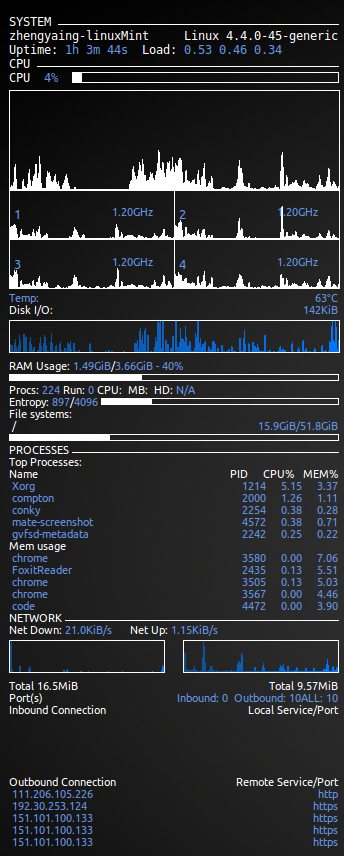 SYSTEM
zhengyaing-linuxMint Linux 4.4.0-45-generic
Uptime: 1h 3m 44s Load: 0.53 0.46 0.34
CPU
CPU 4%
1 1.20GHz 2 1.20GHz
3 1.20GHz 4 1.20GHz
Temp: 63°C
Disk I/O: 142KiB
RAM Usage: 1.49GiB/3.66GiB - 40%
Procs: 224 Run: 0 CPU: MB: HD: N/A
Entropy: 897/4096
File systems:
/ 15.9GiB/51.8GiB
PROCESSES
Top Processes:
Name PID CPU% MEM%
Xorg 1214 5.15 3.37
compton 2000 1.26 1.11
conky 2254 0.38 0.28
mate-screenshot 4572 0.38 0.71
gvfsd-metadata 2242 0.25 0.22
Mem usage
chrome 3580 0.00 7.06
FoxitReader 2435 0.13 5.51
chrome 3505 0.13 5.03
chrome 3567 0.00 4.46
code 4472 0.00 3.90
NETWORK
Net Down: 21.0KiB/s Net Up: 1.15KiB/s
Total 16.5MiB Total 9.57MiB
Port(s) Inbound: 0 Outbound: 10ALL: 10
Inbound Connection Local Service/Port
Outbound Connection Remote Service/Port
111.206.105.226 http
192.30.253.124 https
151.101.100.133 https
151.101.100.133 https
151.101.100.133 https